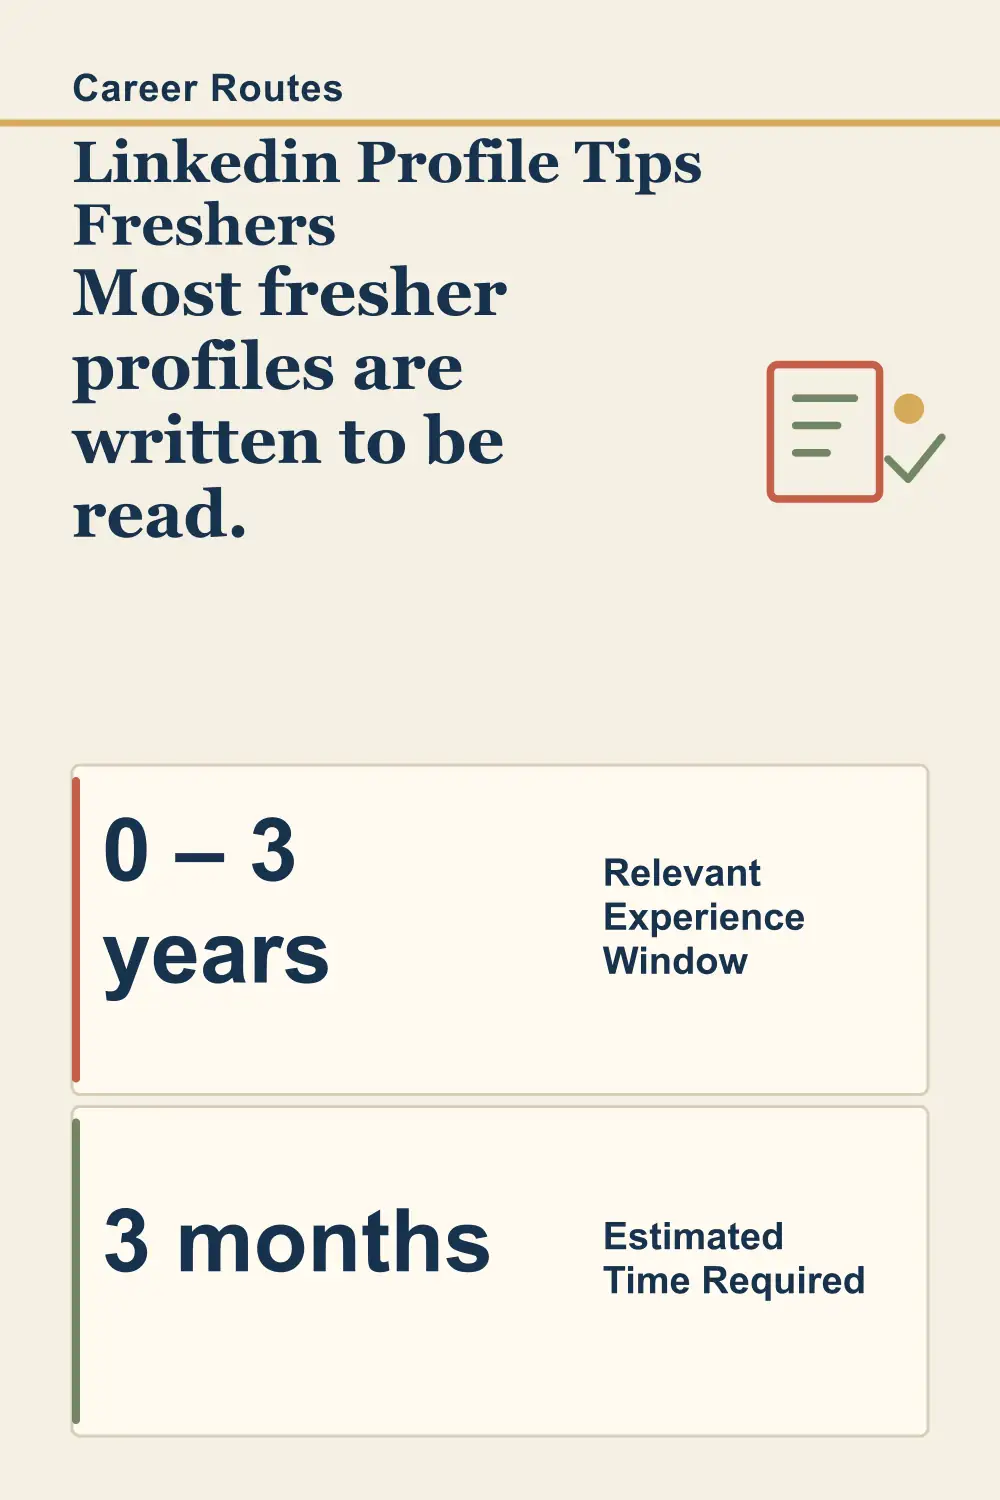 Career Routes
Linkedin Profile Tips
Freshers
Most fresher
profiles are
written to be
read.
0 – 3
years
Relevant
Experience
Window
3 months
Estimated
Time Required